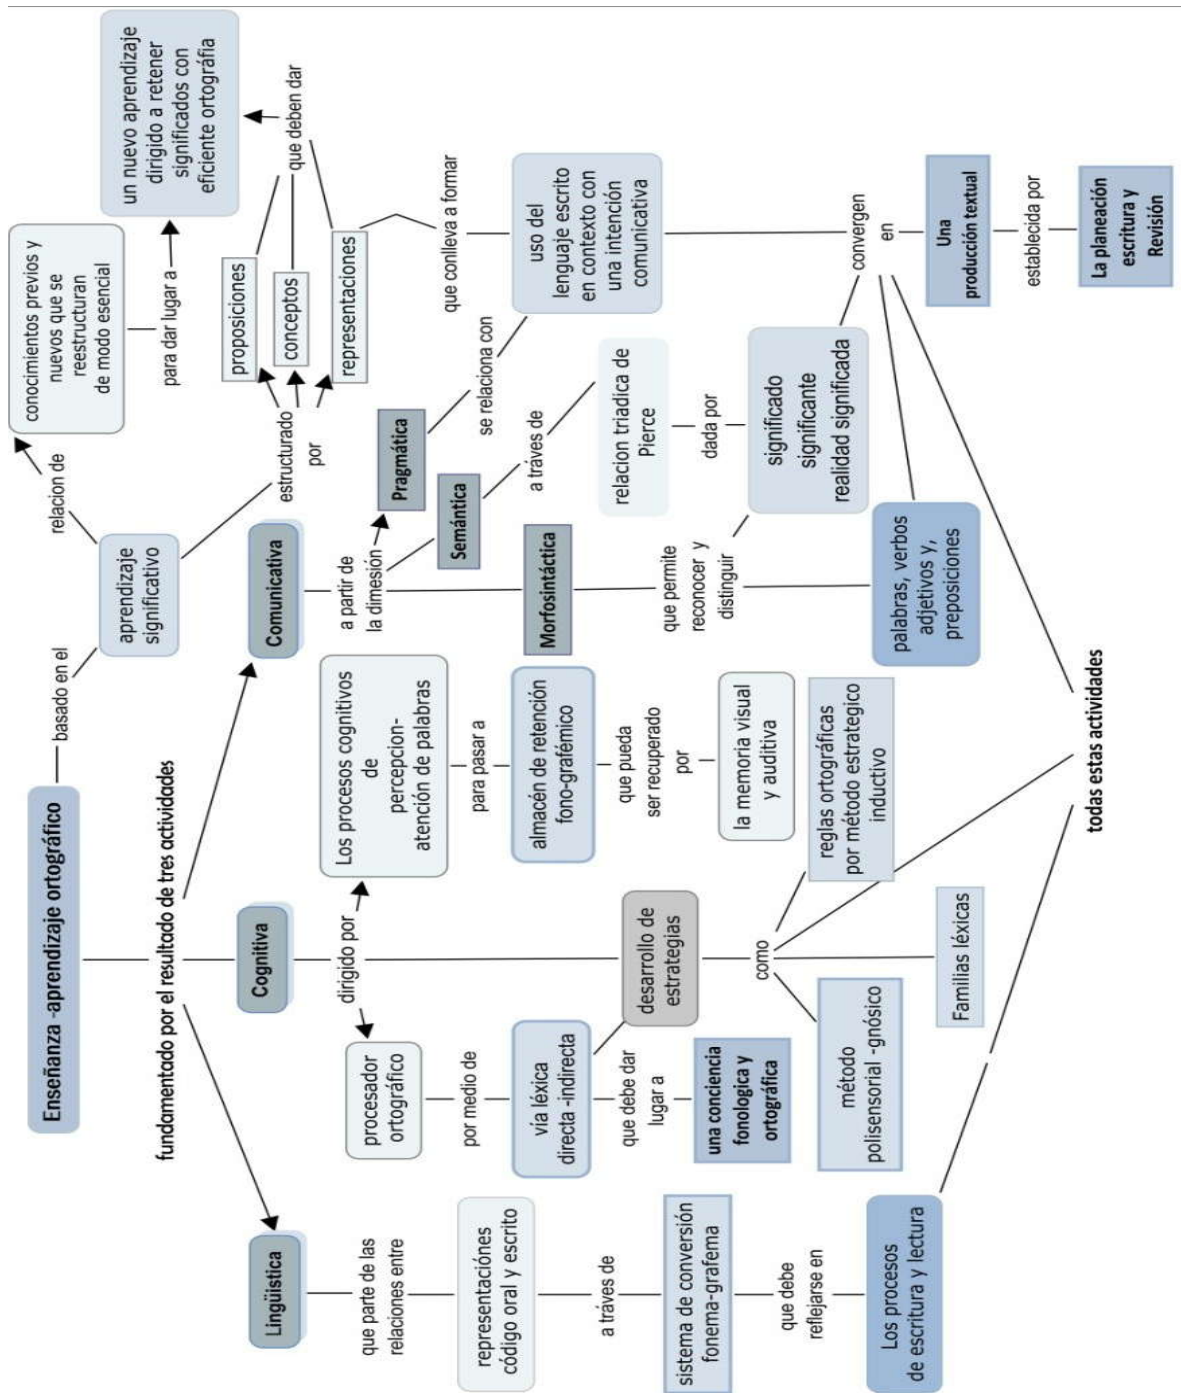 Enseñanza -aprendizaje ortográfico
basado en el
aprendizaje
significativo
relacion de
conocimientos previos y
nuevos que se
reestructuran
de modo esencial
para dar lugar a
un nuevo aprendizaje
dirigido a retener
significados con
eficiente ortográfia
estructurado
por
proposiciones
conceptos
representaciones
que deben dar
que conlleva a formar
fundamentado por el resultado de tres actividades
Lingüistica
que parte de las
relaciones entre
representaciónes
código oral y escrito
a tráves de
sistema de conversión
fonema-grafema
que debe
reflejarse en
Los procesos
de escritura y lectura
Cognitiva
dirigido por
procesador
ortográfico
por medio de
vía léxica
directa -indirecta
que debe dar
lugar a
una conciencia
fonologica y
ortográfica
Los procesos cognitivos
de
percepcion-
atención de palabras
para pasar a
almacén de retención
fono-grafémico
que pueda
ser recuperado
por
la memoria visual
y auditiva
desarrollo de
estrategias
como
método
polisensorial -gnósico
Familias léxicas
reglas ortográficas
por método estrategico
inductivo
Comunicativa
a partir de
la dimesión
Pragmática
se relaciona con
uso del
lenguaje escrito
en contexto con
una intención
comunicativa
Semántica
a tráves de
relacion triadica de
Pierce
dada por
significado
significante
realidad significada
Morfosintáctica
que permite
reconocer y
distinguir
palabras, verbos
adjetivos y,
preposiciones
convergen
en
Una
producción textual
establecida por
La planeación
escritura y
Revisión
todas estas actividades